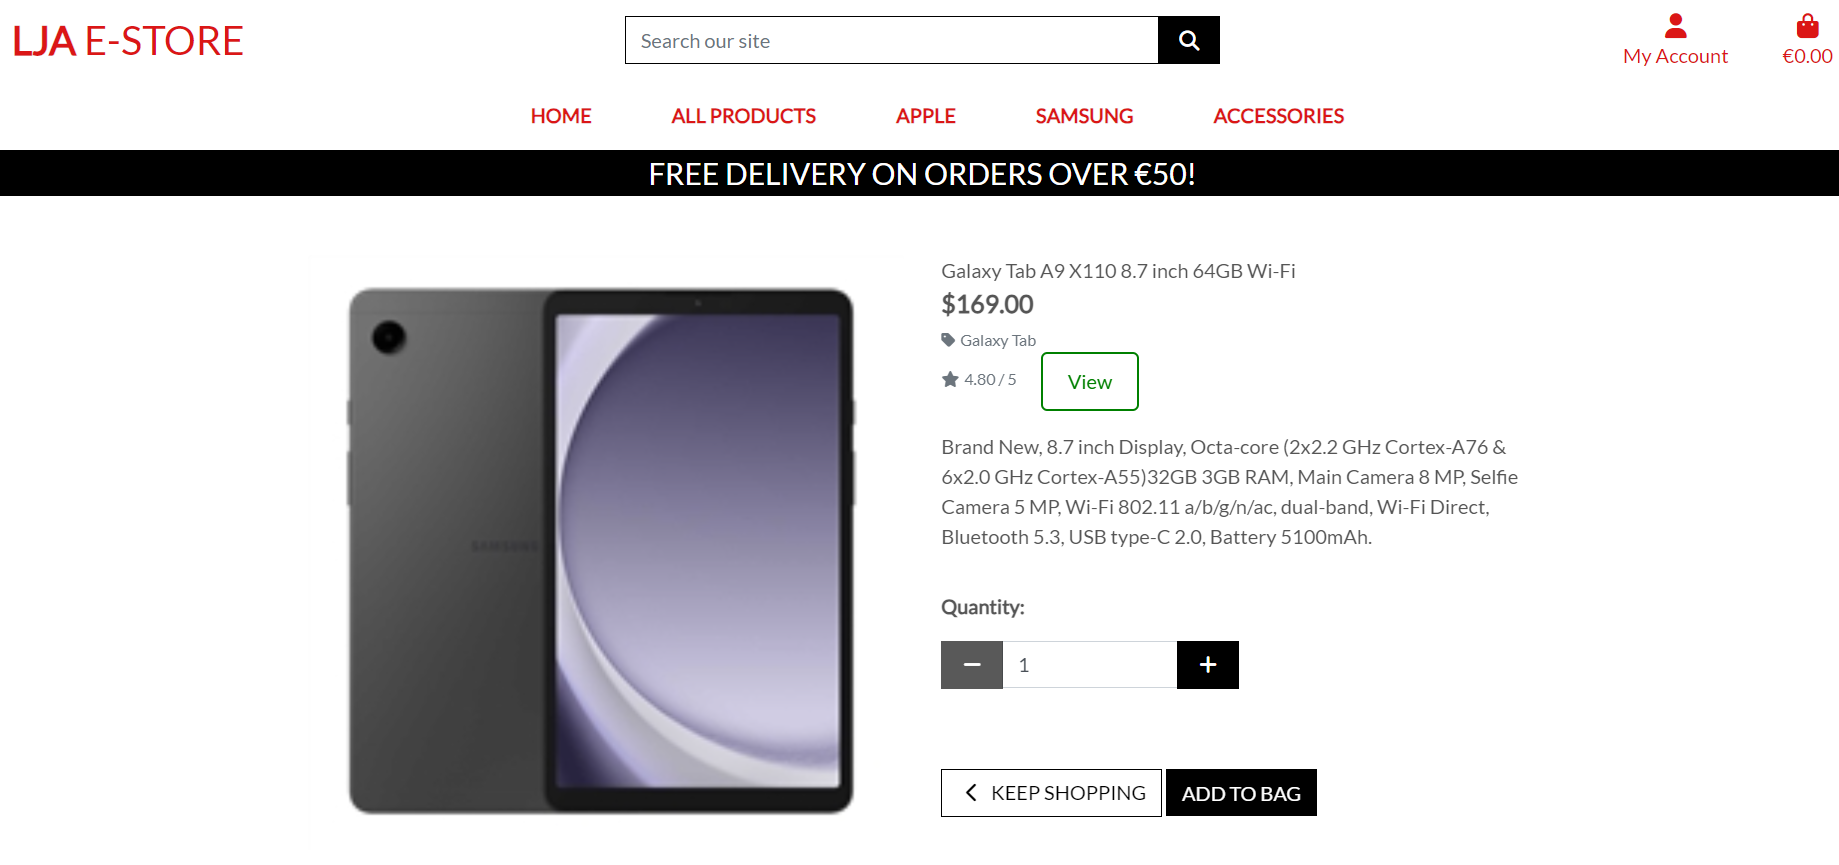 LJA E-STORE
Search our site
My Account
€0.00
HOME
ALL PRODUCTS
APPLE
SAMSUNG
ACCESSORIES
FREE DELIVERY ON ORDERS OVER €50!
SAMSUNG
Galaxy Tab A9 X110 8.7 inch 64GB Wi-Fi
$169.00
Galaxy Tab
4.80 / 5
View
Brand New, 8.7 inch Display, Octa-core (2x2.2 GHz Cortex-A76 &
6x2.0 GHz Cortex-A55)32GB 3GB RAM, Main Camera 8 MP, Selfie
Camera 5 MP, Wi-Fi 802.11 a/b/g/n/ac, dual-band, Wi-Fi Direct,
Bluetooth 5.3, USB type-C 2.0, Battery 5100mAh.
Quantity:
1
KEEP SHOPPING
ADD TO BAG